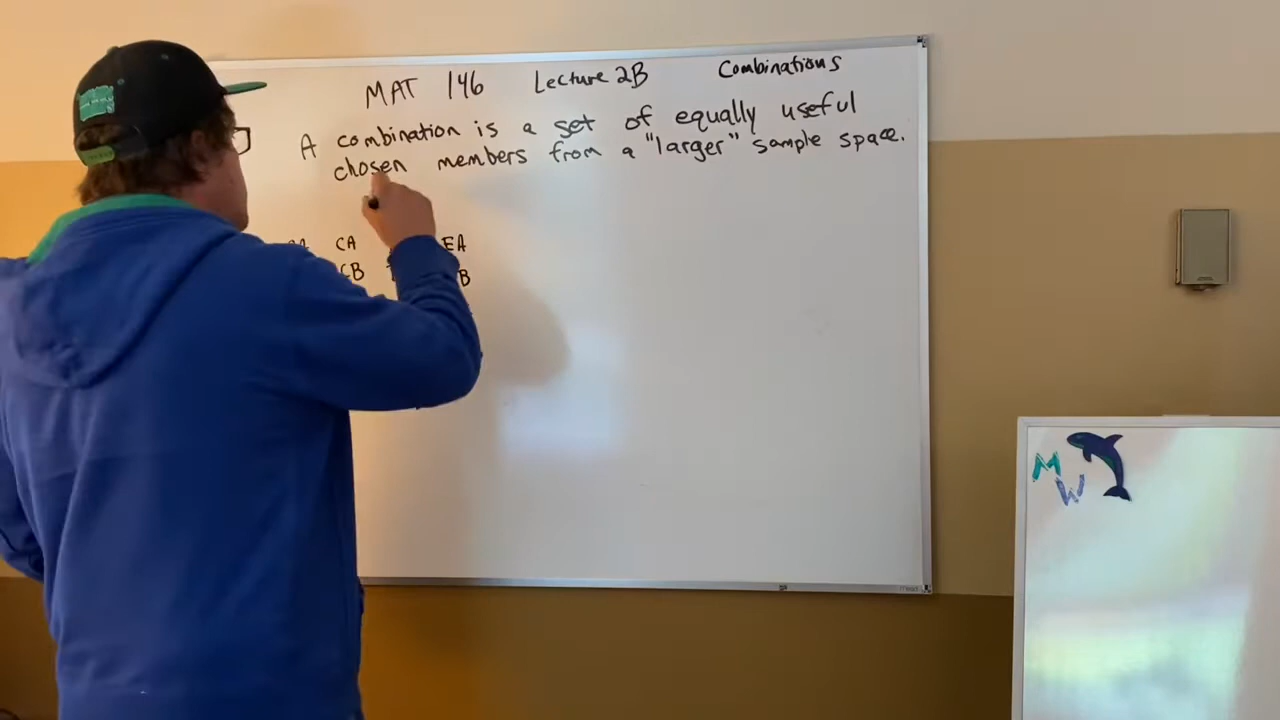 MAT 146 Lecture 2B Combinations
A combination is a set of equally useful
chosen members from a "larger" sample space.
CA EA
CB
M
W